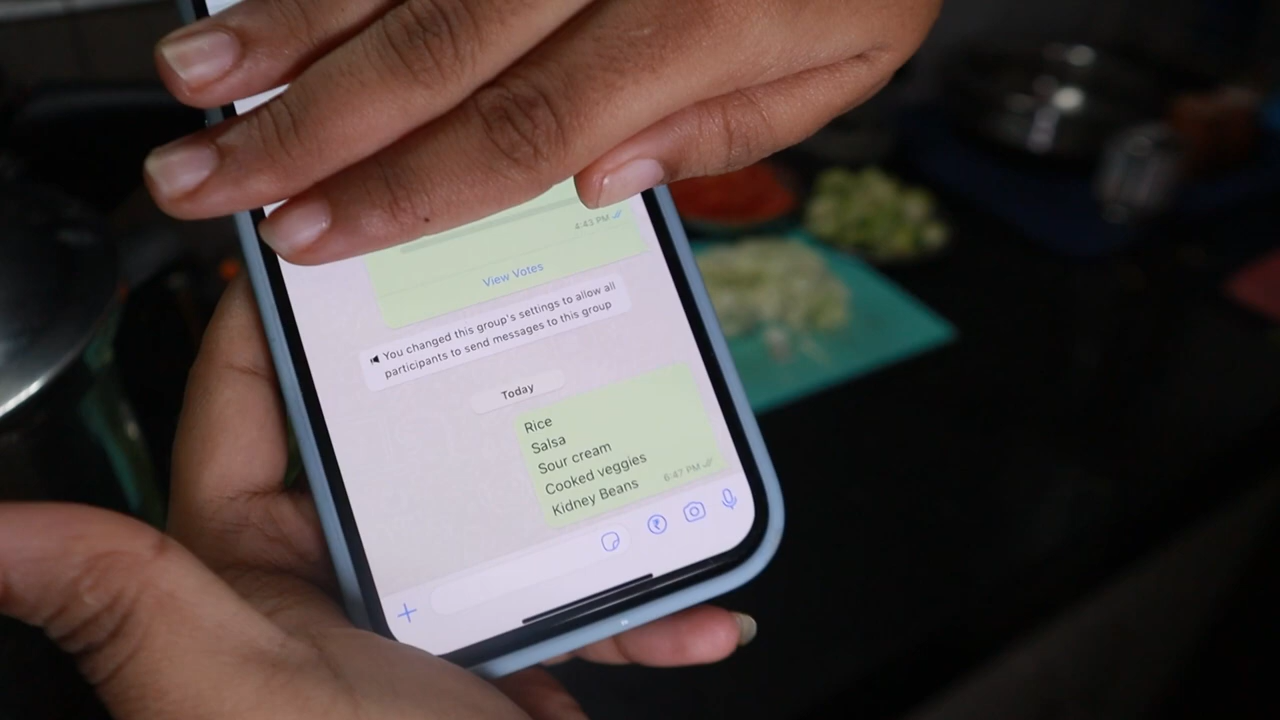 4:43 PM
View Votes
You changed this group's settings to allow all
participants to send messages to this group
Today
Rice
Salsa
Sour cream
Cooked veggies
Kidney Beans
6:47 PM
₹